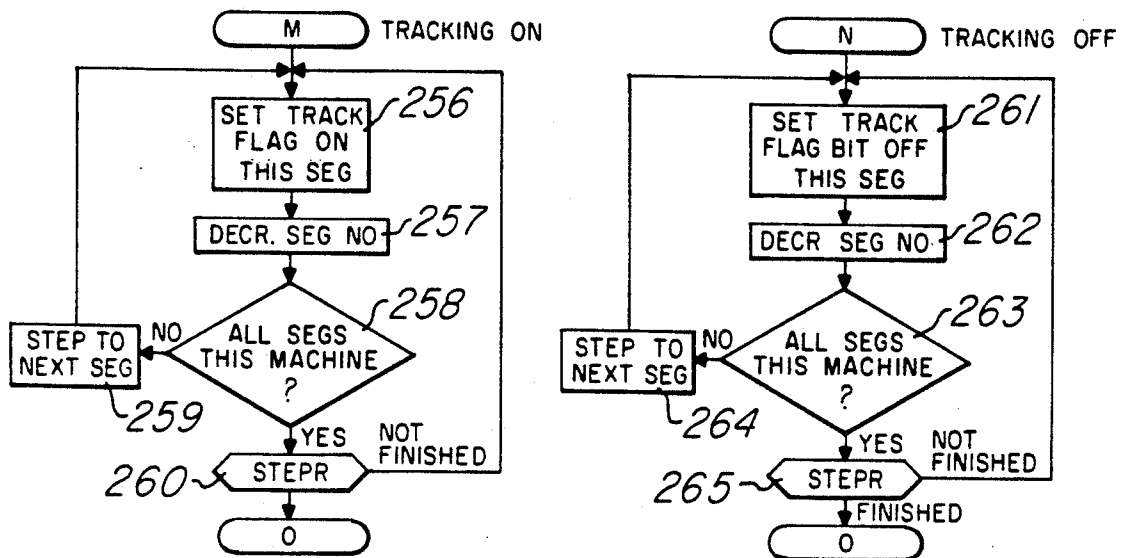 M TRACKING ON
SET TRACK
FLAG ON
THIS SEG
256
DECR. SEG NO
257
258
ALL SEGS
THIS MACHINE
?
NO
STEP TO
NEXT SEG
259
YES
NOT
FINISHED
260
STEPR
O
N TRACKING OFF
SET TRACK
FLAG BIT OFF
THIS SEG
261
DECR SEG NO
262
263
ALL SEGS
THIS MACHINE
?
NO
STEP TO
NEXT SEG
264
YES
NOT
FINISHED
265
STEPR
FINISHED
O